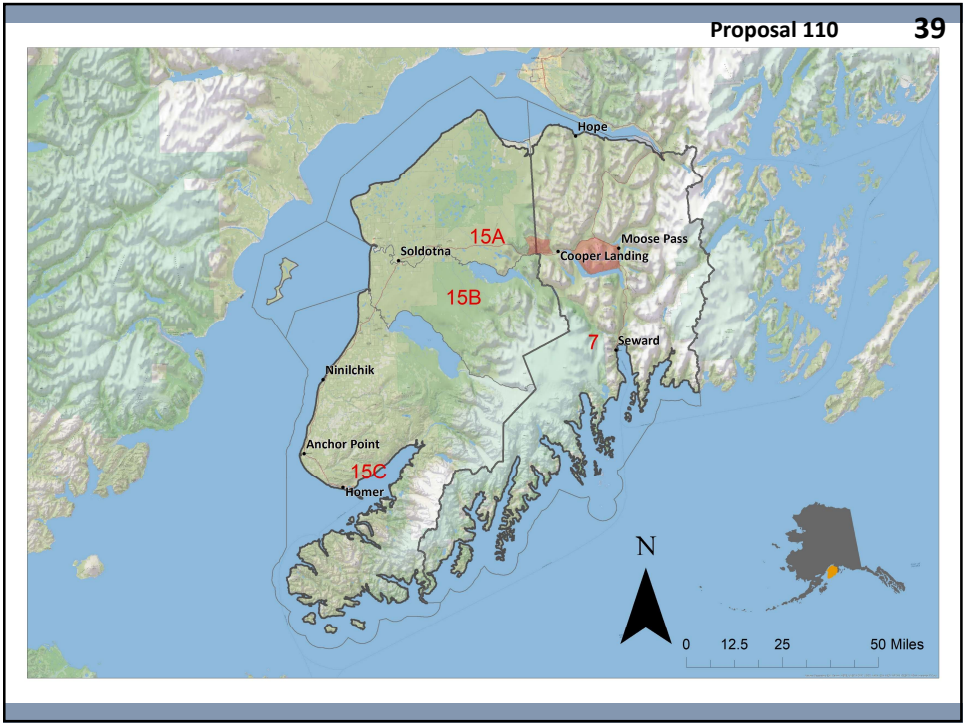 Proposal 110
39
Hope
15A
Moose Pass
Soldotna
Cooper Landing
15B
7
Seward
Ninilchik
Anchor Point
15C
Homer
N
0 12.5 25 50 Miles